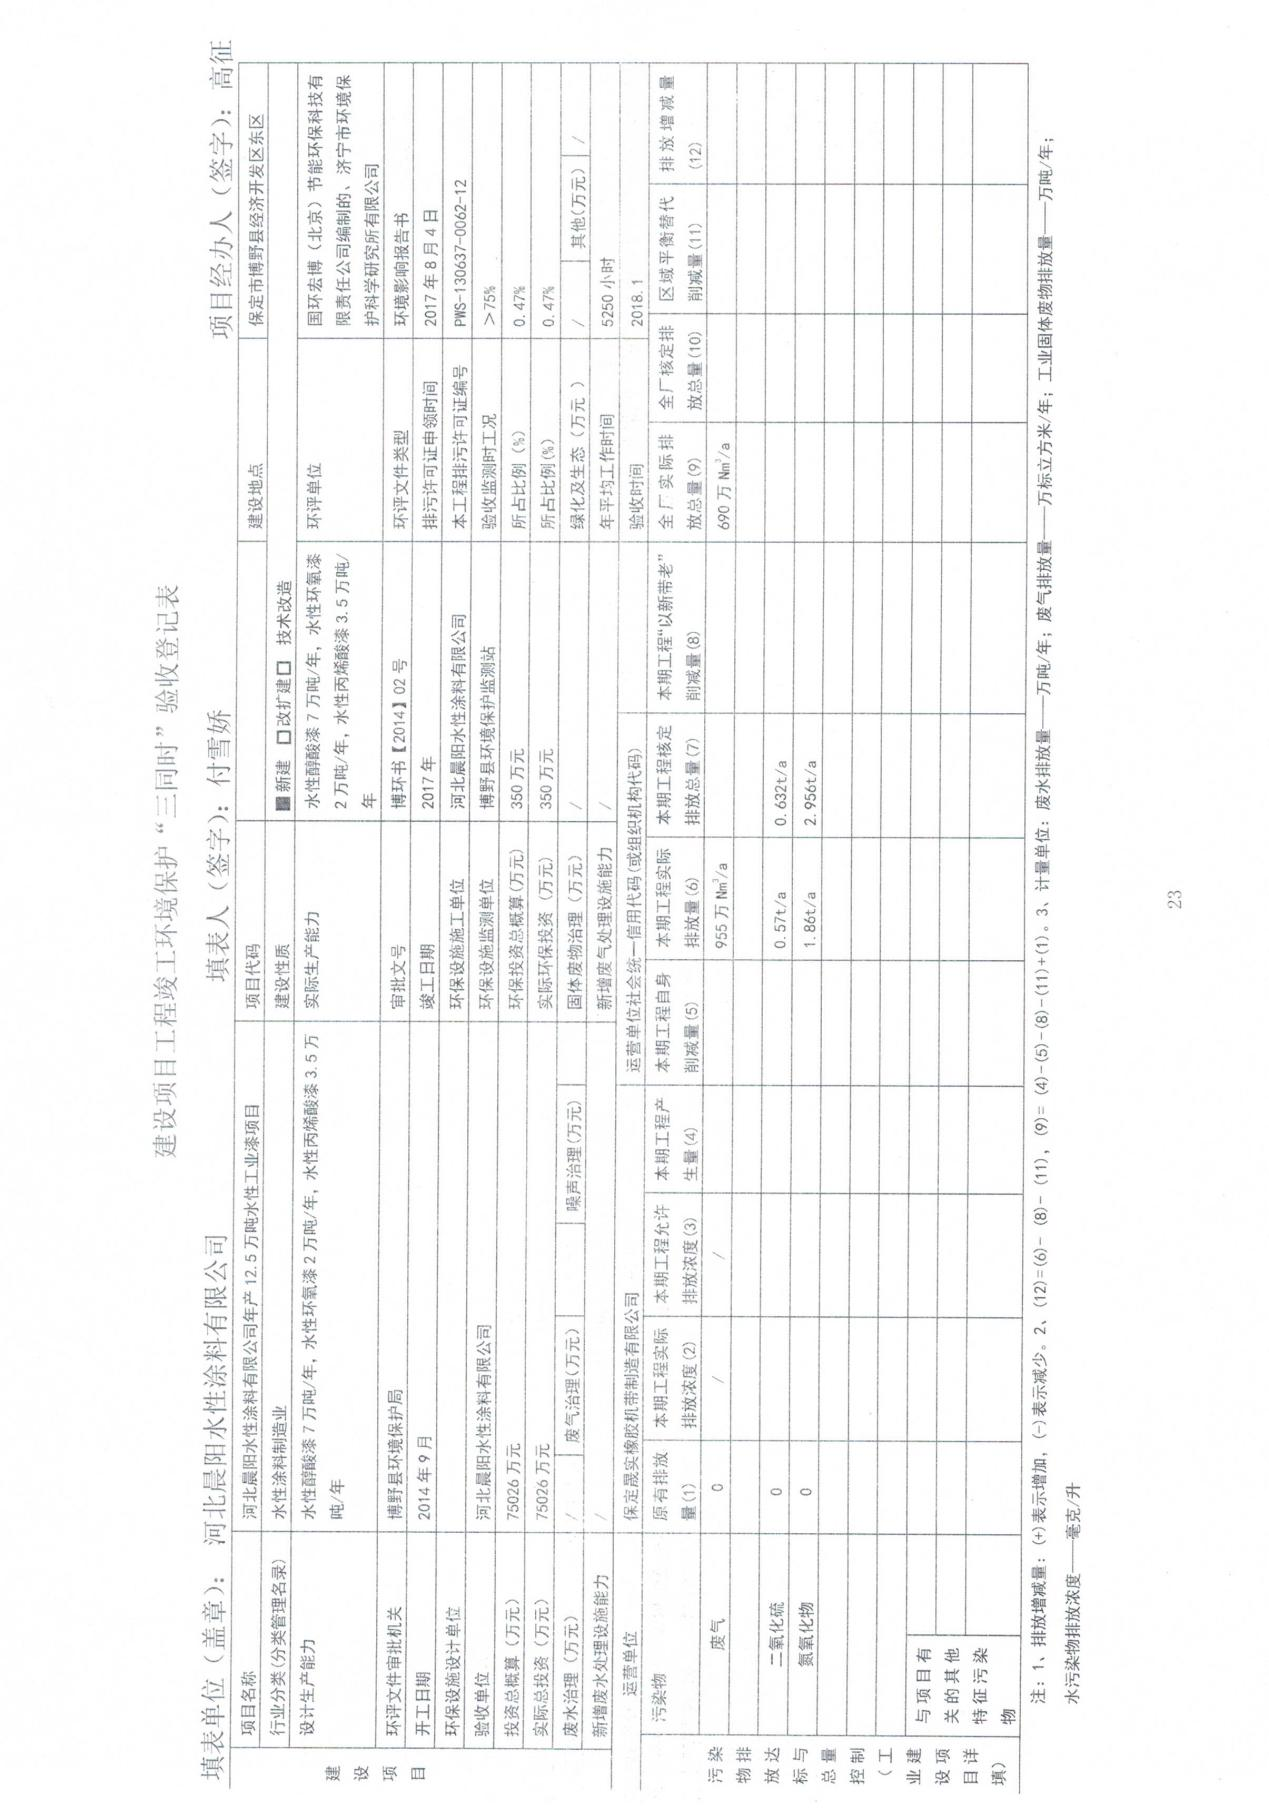 建设项目工程竣工环境保护“三同时”验收登记表
填表单位（盖章）： 河北晨阳水性涂料有限公司 填表人（签字）：付雪娇 项目经办人（签字）：高征
建设项目
项目名称 河北晨阳水性涂料有限公司年产12.5万吨水性工业漆项目 项目代码 建设地点 保定市博野县经济开发区东区
行业分类(分类管理名录) 水性涂料制造业 建设性质 ■新建 □改扩建□ 技术改造
设计生产能力 水性醇酸漆7万吨/年，水性环氧漆2万吨/年，水性丙烯酸漆3.5万
吨/年
实际生产能力 水性醇酸漆7万吨/年，水性环氧漆
2万吨/年，水性丙烯酸漆3.5万吨/
年
环评单位 国环宏博（北京）节能环保科技有
限责任公司编制的、济宁市环境保
护科学研究所有限公司
环评文件审批机关 博野县环境保护局 审批文号 博环书【2014】02号 环评文件类型 环境影响报告书
开工日期 2014年9月 竣工日期 2017年 排污许可证申领时间 2017年8月4日
环保设施设计单位 环保设施施工单位 河北晨阳水性涂料有限公司 本工程排污许可证编号 PWS-130637-0062-12
验收单位 河北晨阳水性涂料有限公司 环保设施监测单位 博野县环境保护监测站 验收监测时工况 >75%
投资总概算（万元） 75026万元 环保投资总概算(万元) 350万元 所占比例（%） 0.47%
实际总投资（万元） 75026万元 实际环保投资（万元） 350万元 所占比例(%) 0.47%
废水治理（万元） / 废气治理(万元) 噪声治理(万元) 固体废物治理（万元） / 绿化及生态（万元） / 其他(万元) /
新增废水处理设施能力 / 新增废气处理设施能力 / 年平均工作时间 5250小时
运营单位 保定晟实橡胶机带制造有限公司 运营单位社会统一信用代码(或组织机构代码) 验收时间 2018.1
污染
物排
放达
标与
总量
控制
（工
业建
设项
目详
填）
污染物
原有排放
量(1)
本期工程实际
排放浓度(2)
本期工程允许
排放浓度(3)
本期工程产
生量(4)
本期工程自身
削减量(5)
本期工程实际
排放量(6)
本期工程核定
排放总量(7)
本期工程“以新带老”
削减量(8)
全厂实际排
放总量(9)
全厂核定排
放总量(10)
区域平衡替代
削减量(11)
排放增减量
(12)
废气 0 / / 955万Nm³/a 690万Nm³/a
二氧化硫 0 0.57t/a 0.632t/a
氮氧化物 0 1.86t/a 2.956t/a
与项目有
关的其他
特征污染
物
注：1、排放增减量：(+)表示增加，(-)表示减少。2、(12)=(6)-（8)-（11)，（9)=（4)-(5)-(8)-(11)+(1)。3、计量单位：废水排放量——万吨/年；废气排放量——万标立方米/年；工业固体废物排放量——万吨/年；
水污染物排放浓度——毫克/升
23